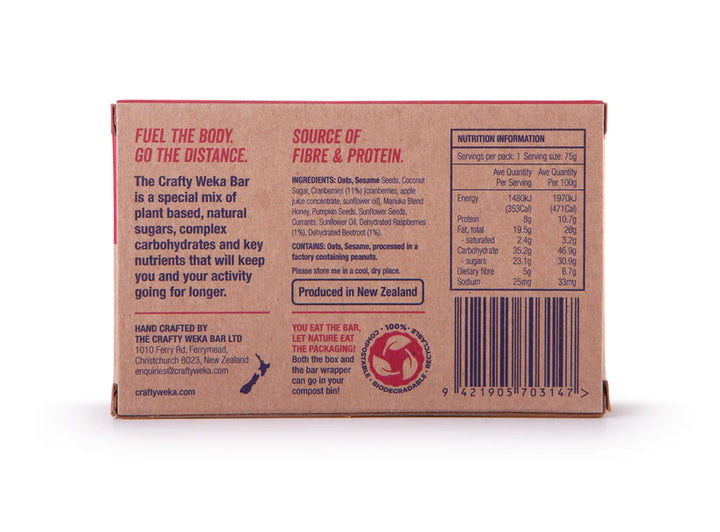 FUEL THE BODY.
GO THE DISTANCE.
The Crafty Weka Bar
is a special mix of
plant based, natural
sugars, complex
carbohydrates and key
nutrients that will keep
you and your activity
going for longer.
HAND CRAFTED BY
THE CRAFTY WEKA BAR LTD
1010 Ferry Rd, Ferrymead,
Christchurch 8023, New Zealand
enquiries@craftyweka.com
craftyweka.com
SOURCE OF
FIBRE & PROTEIN.
INGREDIENTS: Oats, Sesame Seeds, Coconut
Sugar, Cranberries (11%) [cranberries, apple
juice concentrate, sunflower oil], Manuka Blend
Honey, Pumpkin Seeds, Sunflower Seeds,
Currants, Sunflower Oil, Dehydrated Raspberries
(1%), Dehydrated Beetroot (1%).
CONTAINS: Oats, Sesame, processed in a
factory containing peanuts.
Please store me in a cool, dry place.
Produced in New Zealand
YOU EAT THE BAR,
LET NATURE EAT
THE PACKAGING!
Both the box and
the bar wrapper
can go in your
compost bin!
100% • RECYCLABLE • BIODEGRADABLE • COMPOSTABLE •
NUTRITION INFORMATION
Servings per pack: 1 Serving size: 75g
Ave Quantity Ave Quantity
Per Serving Per 100g
Energy 1480kJ 1970kJ
(353Cal) (471Cal)
Protein 8g 10.7g
Fat, total 19.5g 26g
- saturated 2.4g 3.2g
Carbohydrate 35.2g 46.9g
- sugars 23.1g 30.9g
Dietary fibre 5g 6.7g
Sodium 25mg 33mg
9 421905 703147 >